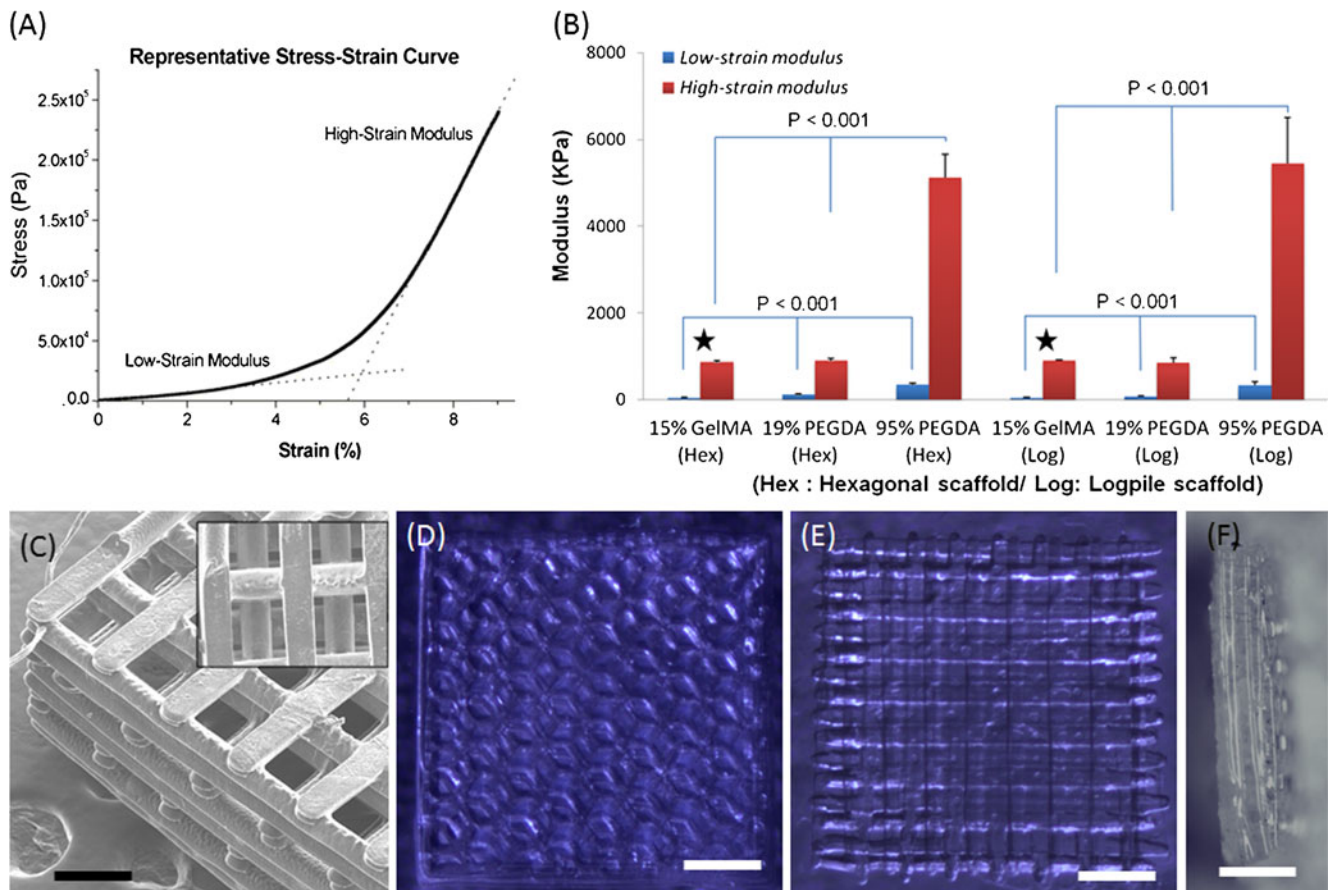 (A)
Representative Stress-Strain Curve
Stress (Pa)
2.5x10⁵
2.0x10⁵
1.5x10⁵
1.0x10⁵
5.0x10⁴
.0.0
High-Strain Modulus
Low-Strain Modulus
0 2 4 6 8
Strain (%)
(B)
Modulus (KPa)
8000
6000
4000
2000
0
Low-strain modulus
High-strain modulus
P < 0.001
P < 0.001
P < 0.001
P < 0.001
15% GelMA 19% PEGDA 95% PEGDA 15% GelMA 19% PEGDA 95% PEGDA
(Hex) (Hex) (Hex) (Log) (Log) (Log)
(Hex : Hexagonal scaffold/ Log: Logpile scaffold)
(C)
(D)
(E)
(F)